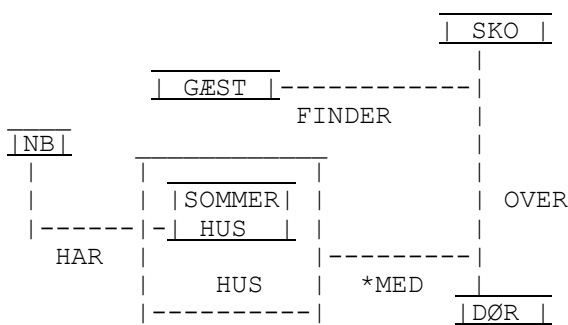 SKO
GÆST
FINDER
NB
SOMMER
OVER
HUS
HAR
HUS *MED
DØR